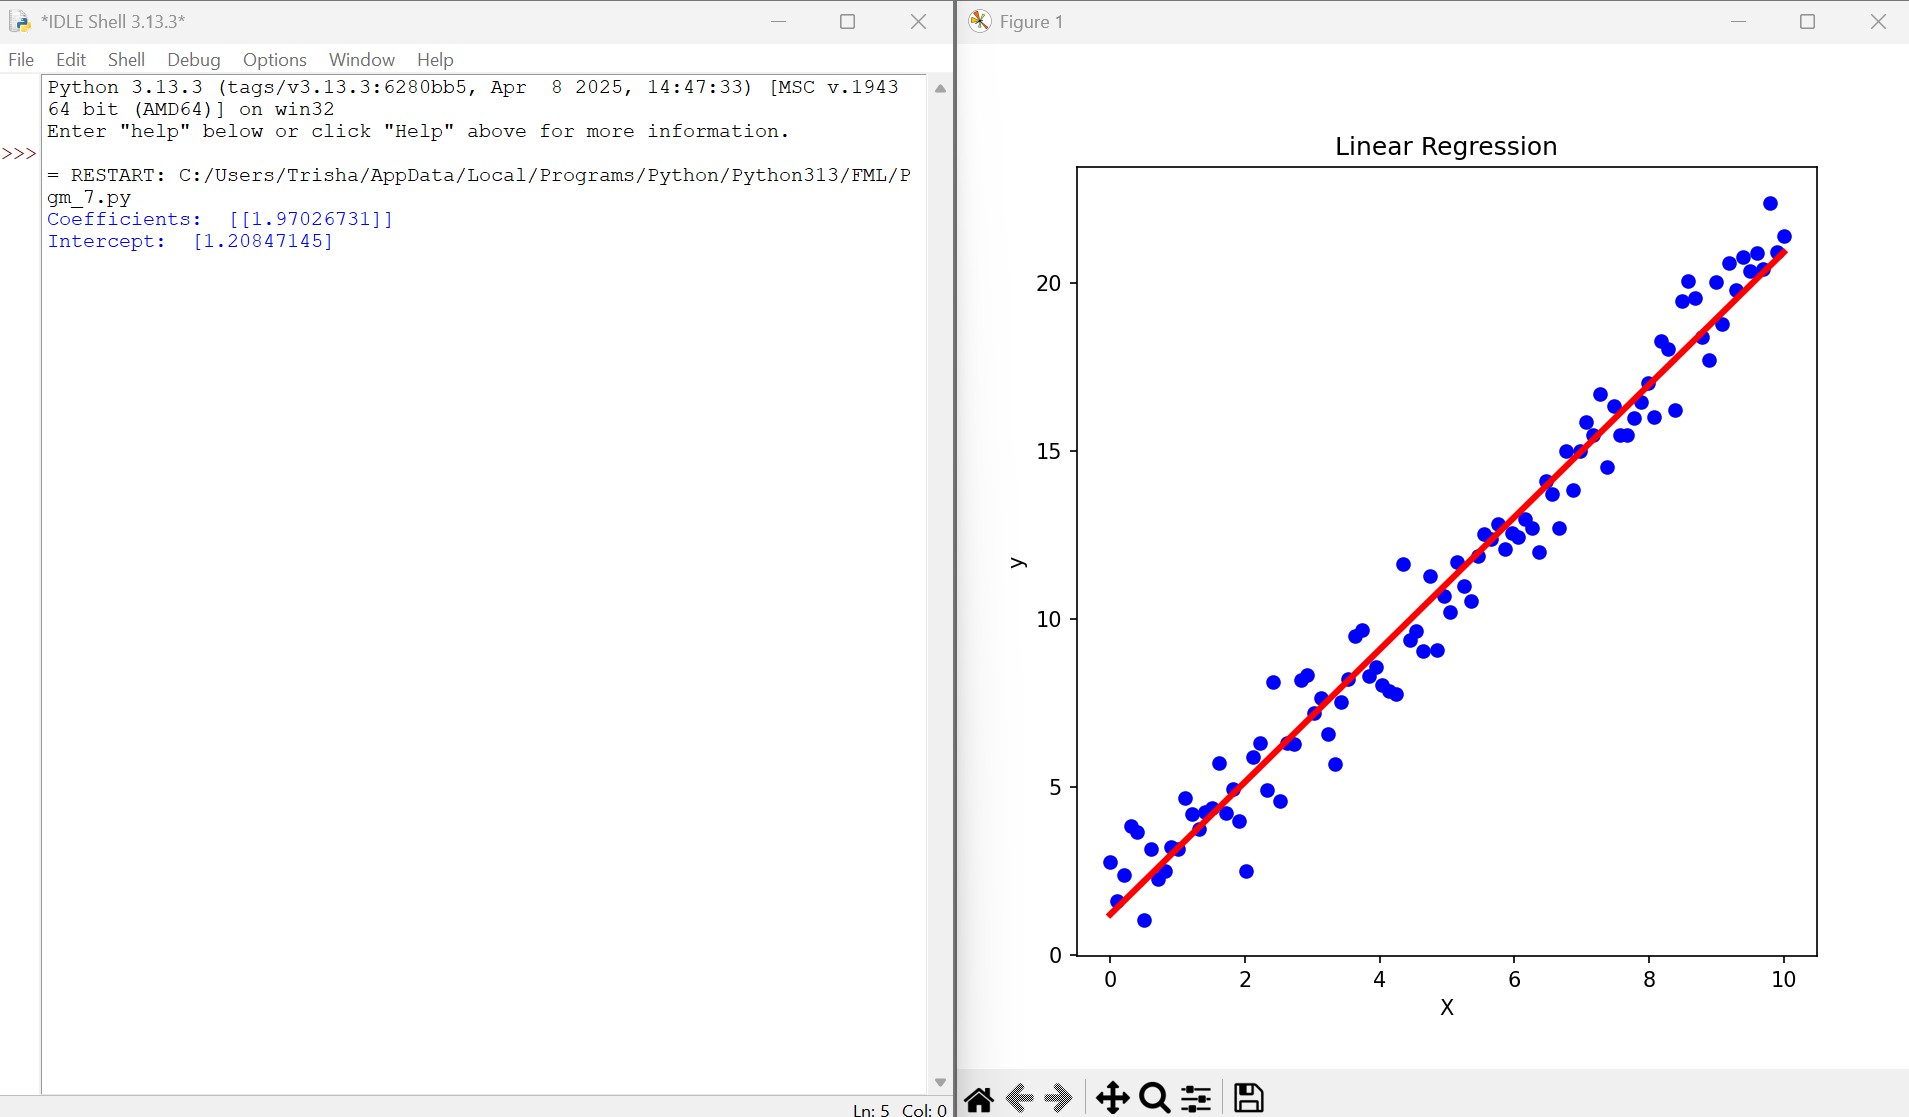 *IDLE Shell 3.13.3*
File Edit Shell Debug Options Window Help
Python 3.13.3 (tags/v3.13.3:6280bb5, Apr  8 2025, 14:47:33) [MSC v.1943
64 bit (AMD64)] on win32
Enter "help" below or click "Help" above for more information.
>>>
= RESTART: C:/Users/Trisha/AppData/Local/Programs/Python/Python313/FML/P
gm_7.py
Coefficients:  [[1.97026731]]
Intercept:  [1.20847145]
Ln: 5 Col: 0
Figure 1
Linear Regression
20
15
y
10
5
0
0 2 4 6 8 10
X